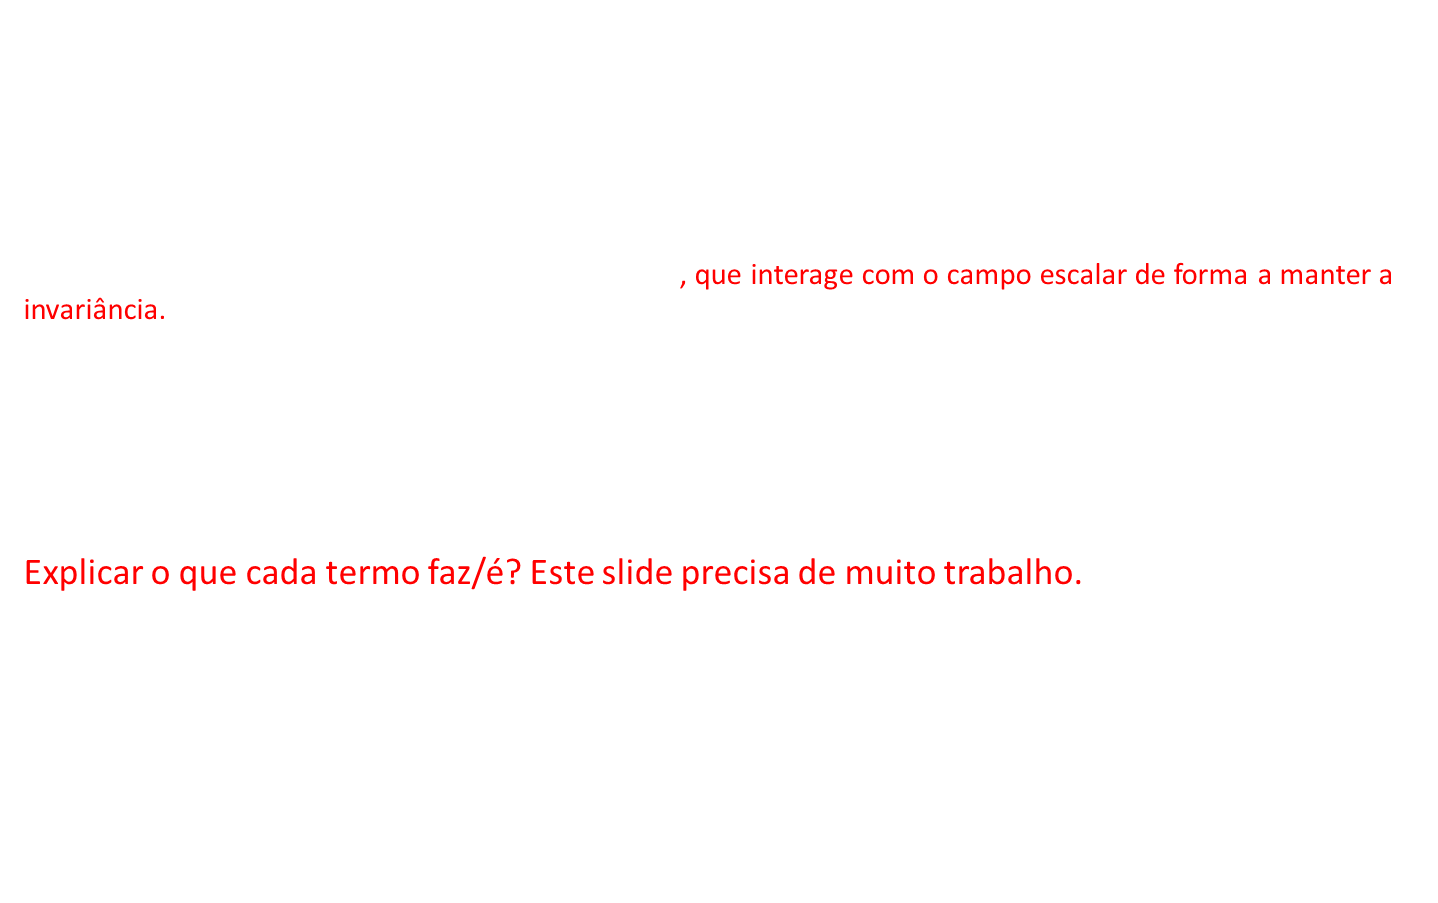 , que interage com o campo escalar de forma a manter a
invariância.
Explicar o que cada termo faz/é? Este slide precisa de muito trabalho.